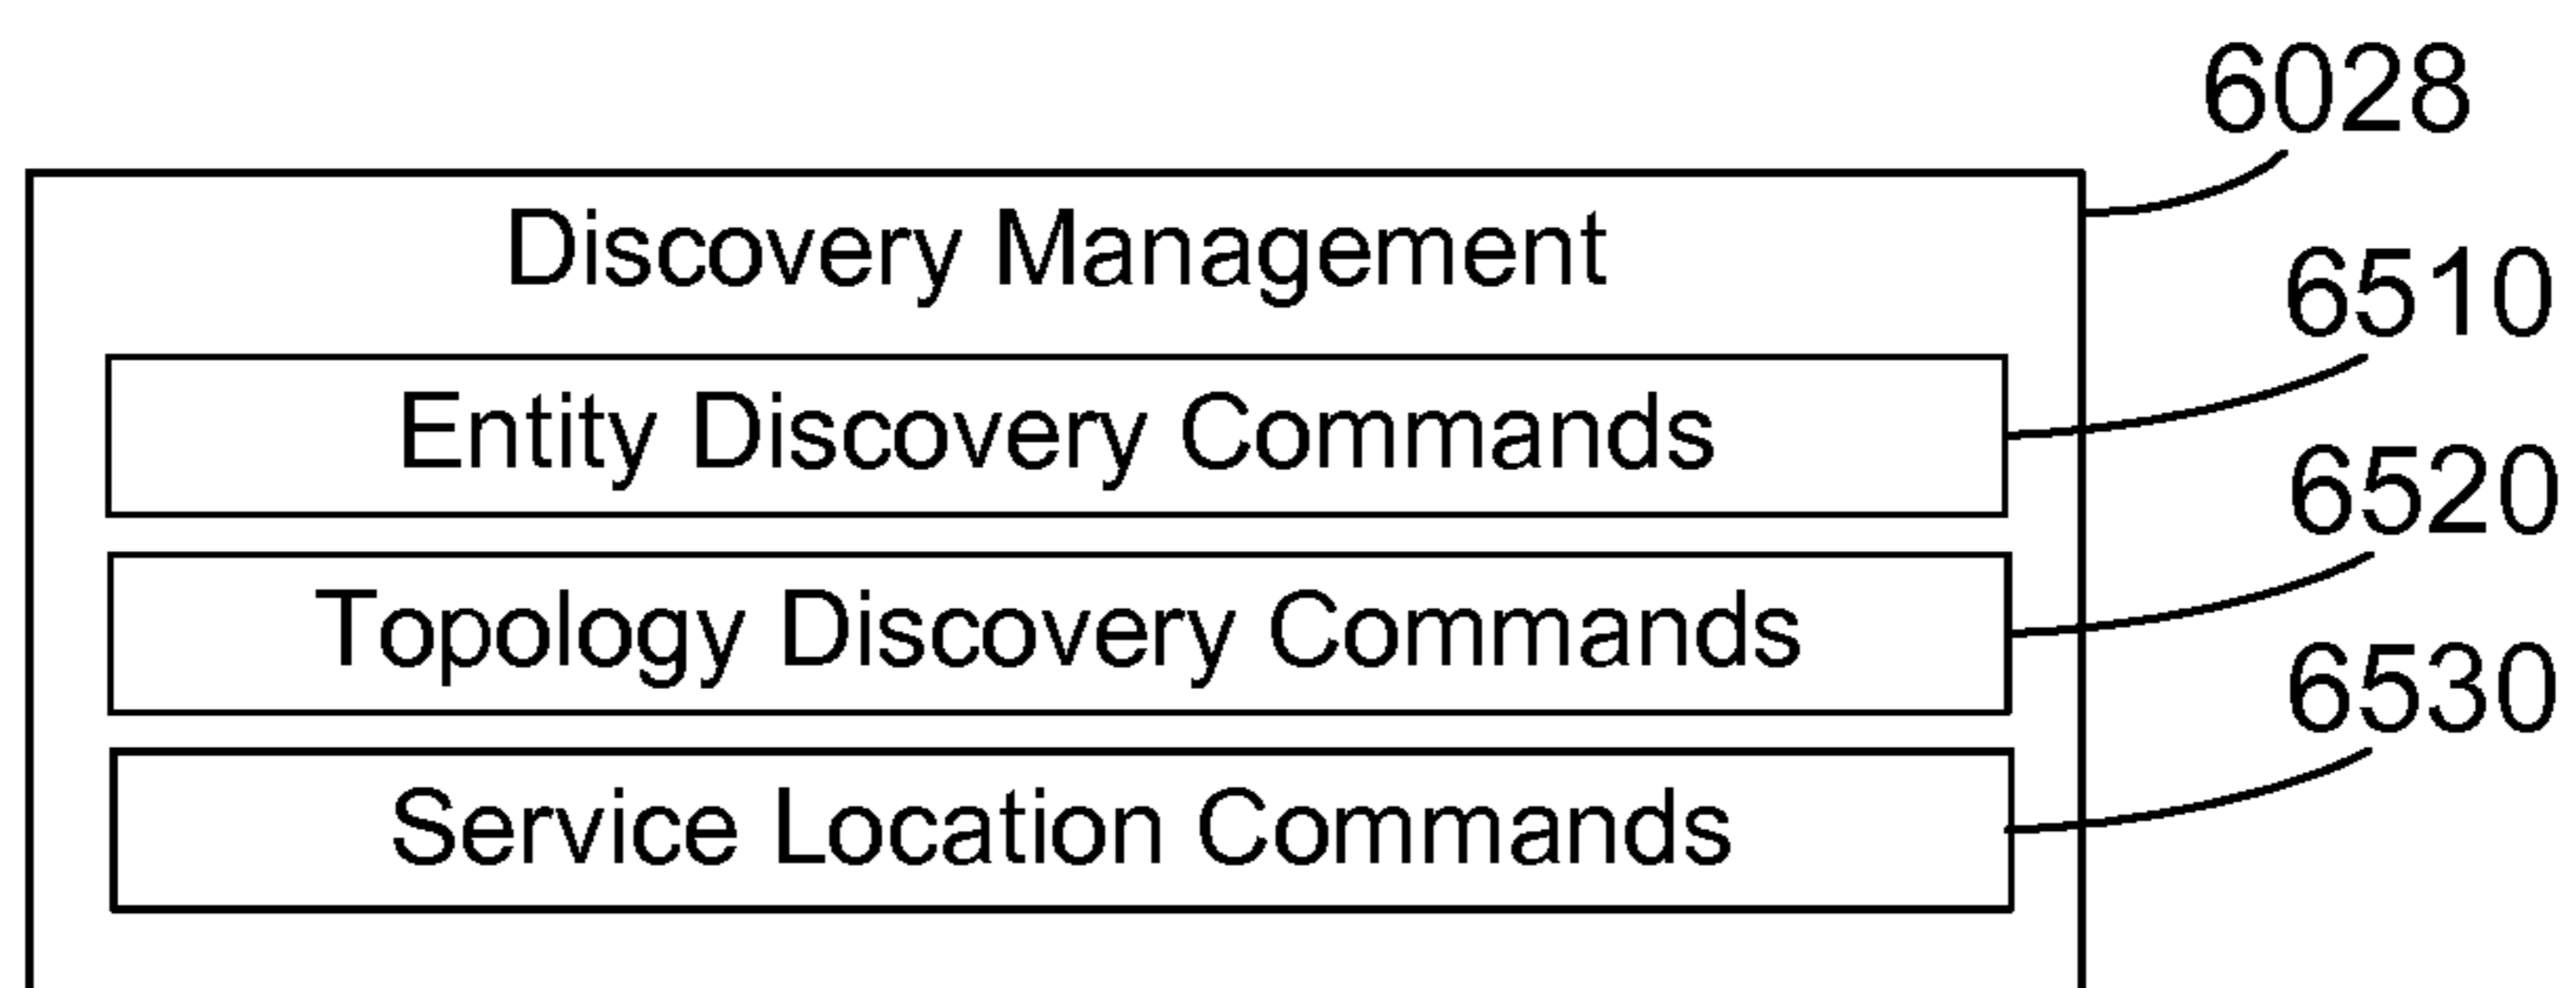 6028
Discovery Management
6510
Entity Discovery Commands
6520
Topology Discovery Commands
6530
Service Location Commands